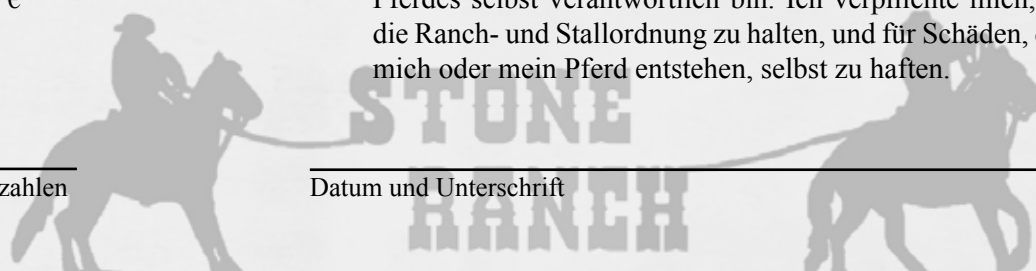 €
Pferdes selbst verantwortlich bin. Ich verpflichte mich,
die Ranch- und Stallordnung zu halten, und für Schäden,
mich oder mein Pferd entstehen, selbst zu haften.
STONE
RANCH
zahlen
Datum und Unterschrift